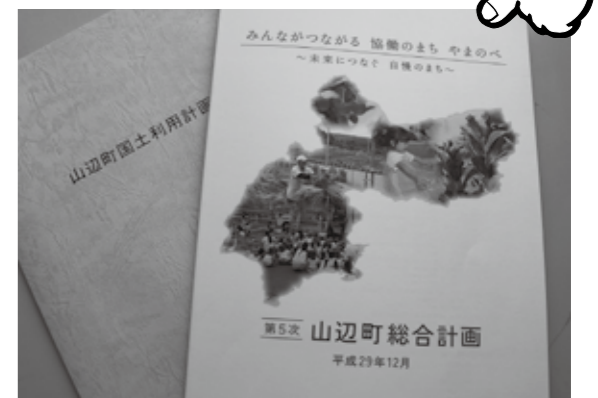 みんながつながる 協働のまち やまのべ
～未来につなぐ 自慢のまち～
第5次 山辺町総合計画
平成29年12月
山辺町国土利用計画